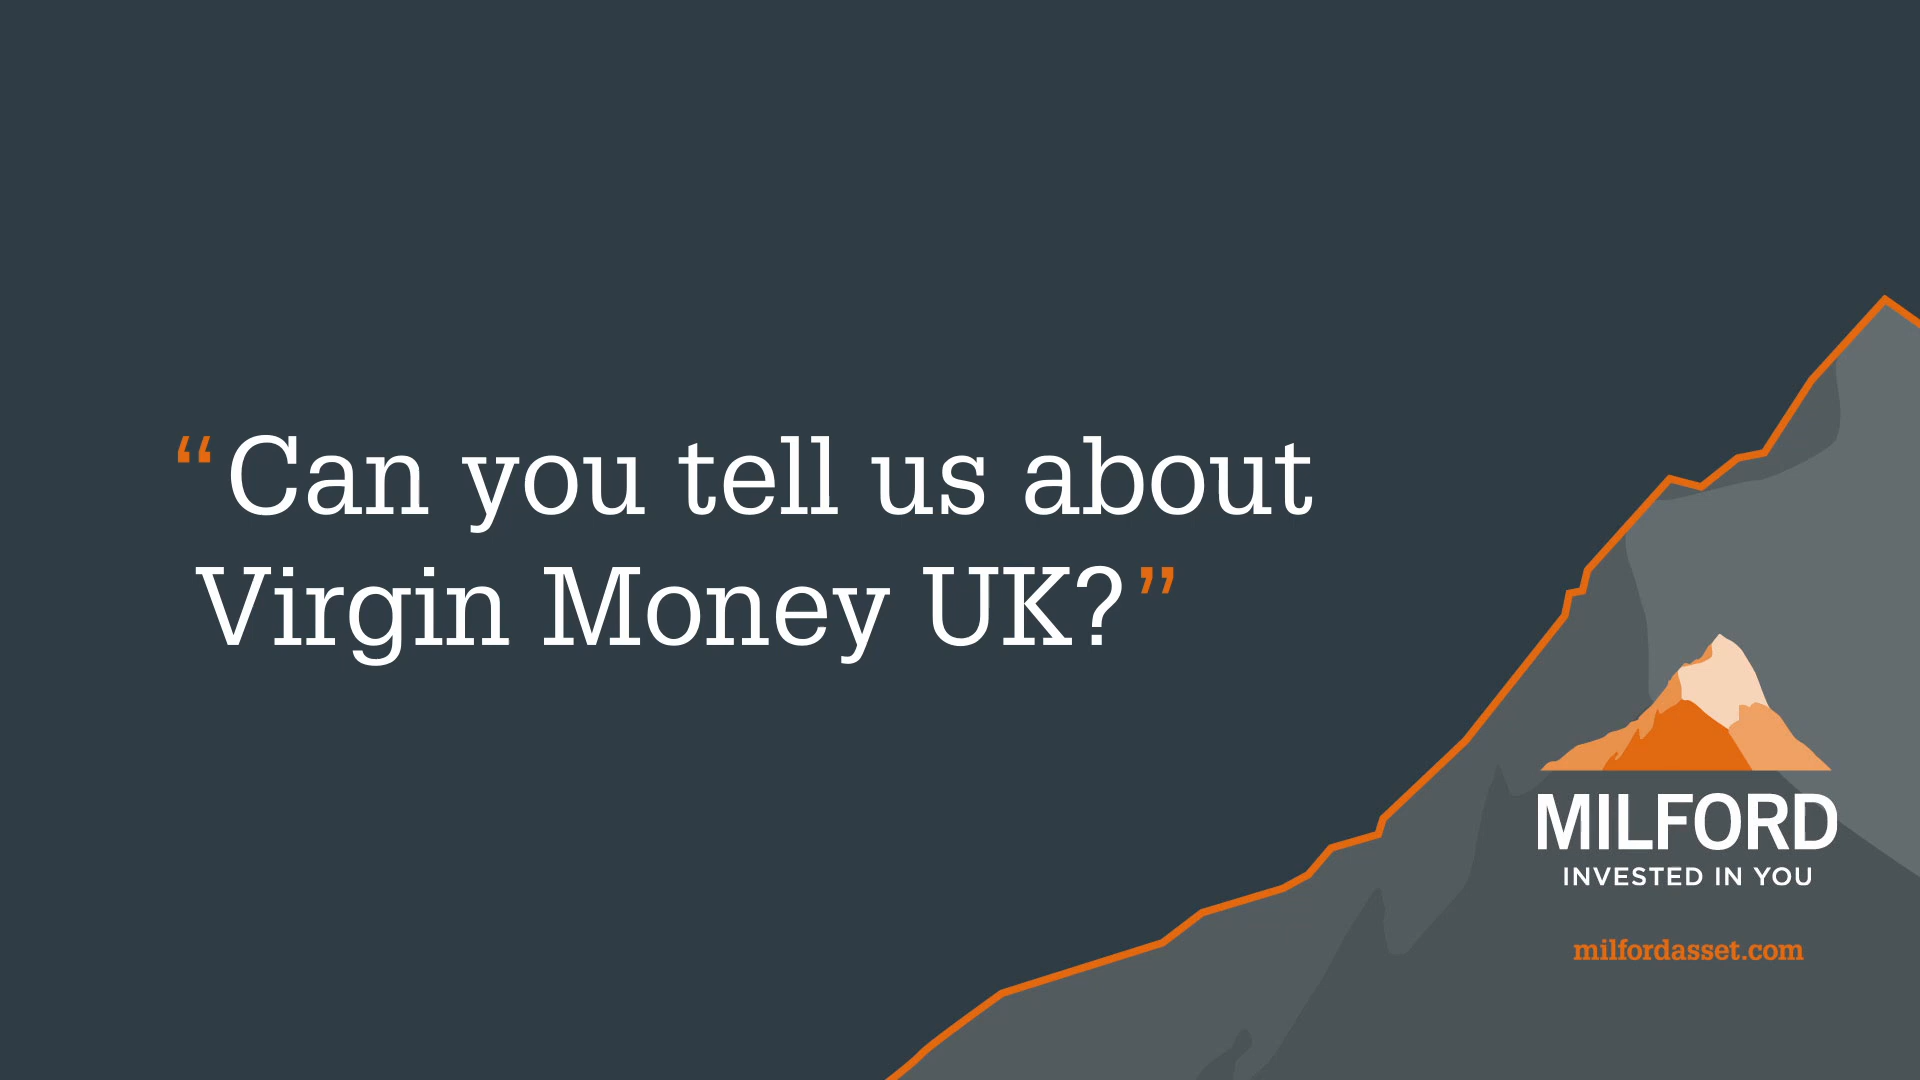 “Can you tell us about
Virgin Money UK?”
MILFORD
INVESTED IN YOU
milfordasset.com